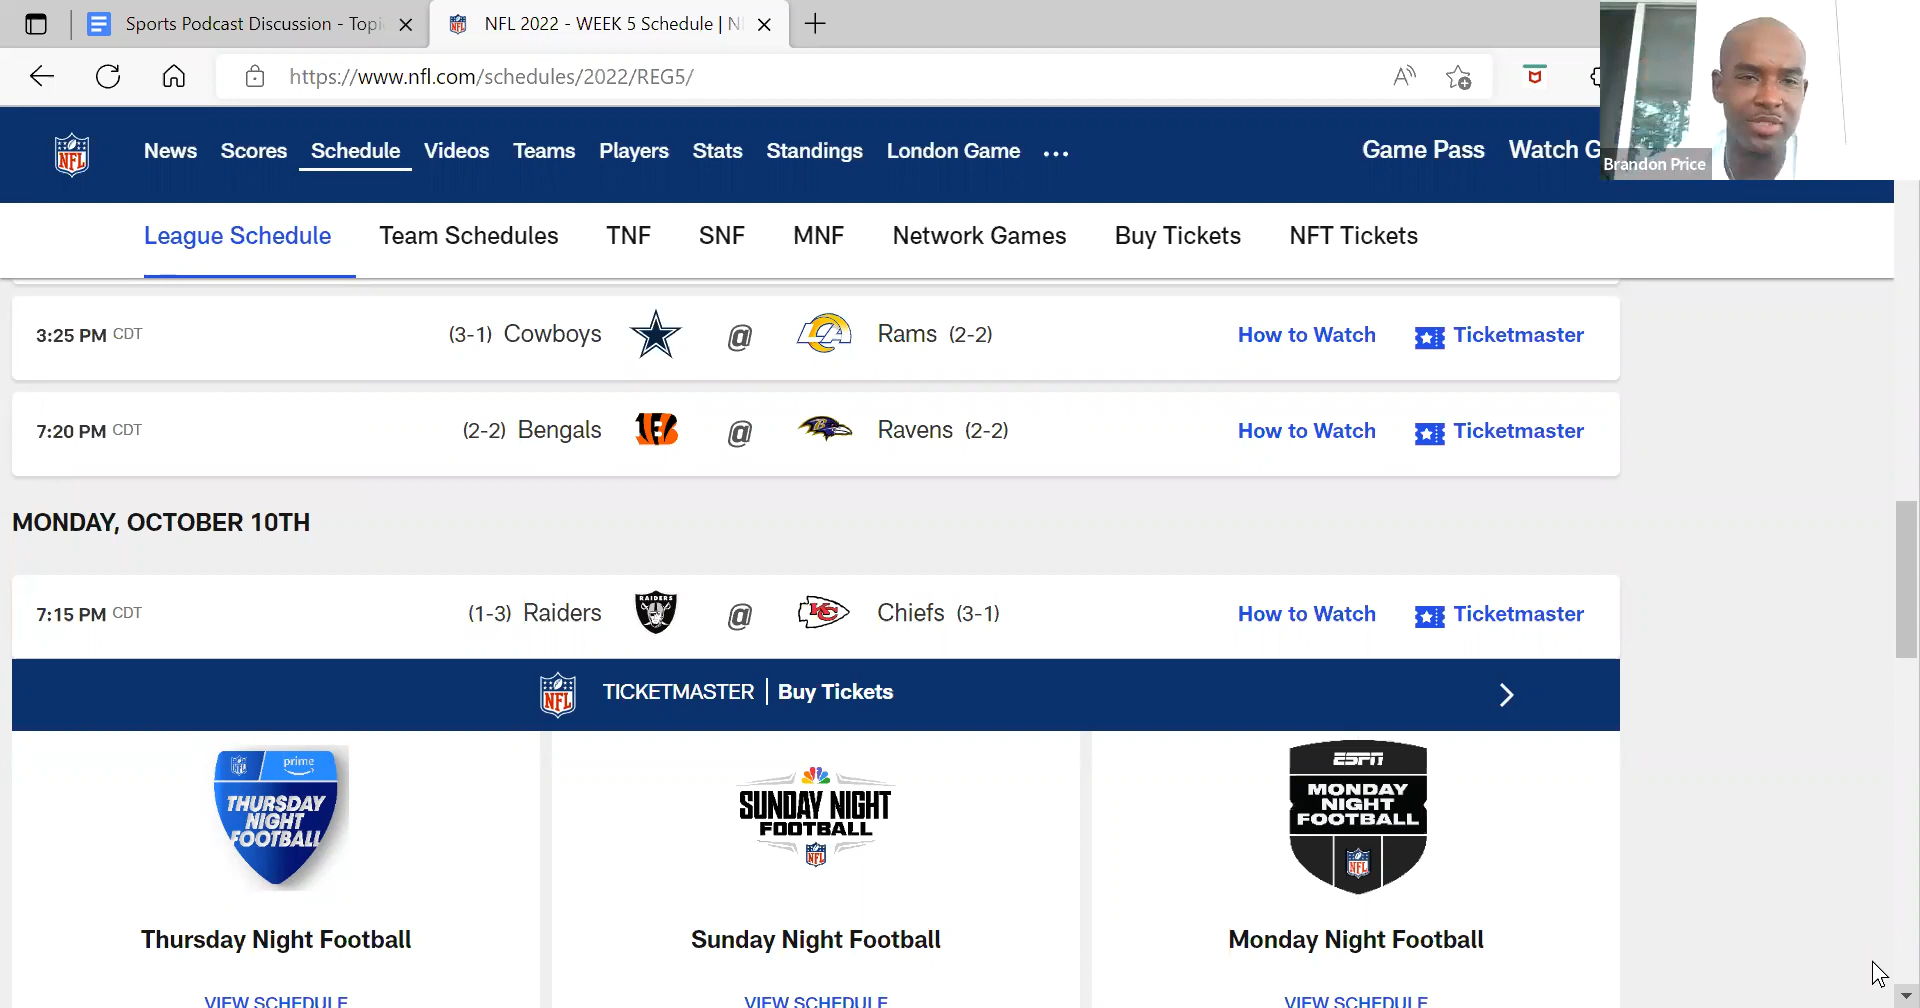 Sports Podcast Discussion - Topi
NFL 2022 - WEEK 5 Schedule | N
https://www.nfl.com/schedules/2022/REG5/
News Scores Schedule Videos Teams Players Stats Standings London Game ...
Game Pass Watch G
Brandon Price
League Schedule Team Schedules TNF SNF MNF Network Games Buy Tickets NFT Tickets
3:25 PM CDT (3-1) Cowboys @ Rams (2-2) How to Watch Ticketmaster
7:20 PM CDT (2-2) Bengals @ Ravens (2-2) How to Watch Ticketmaster
MONDAY, OCTOBER 10TH
7:15 PM CDT (1-3) Raiders @ Chiefs (3-1) How to Watch Ticketmaster
NFL TICKETMASTER | Buy Tickets
prime
THURSDAY
NIGHT
FOOTBALL
SUNDAY NIGHT
FOOTBALL
NFL
ESPN
MONDAY
NIGHT
FOOTBALL
NFL
Thursday Night Football Sunday Night Football Monday Night Football
VIEW SCHEDULE VIEW SCHEDULE VIEW SCHEDULE